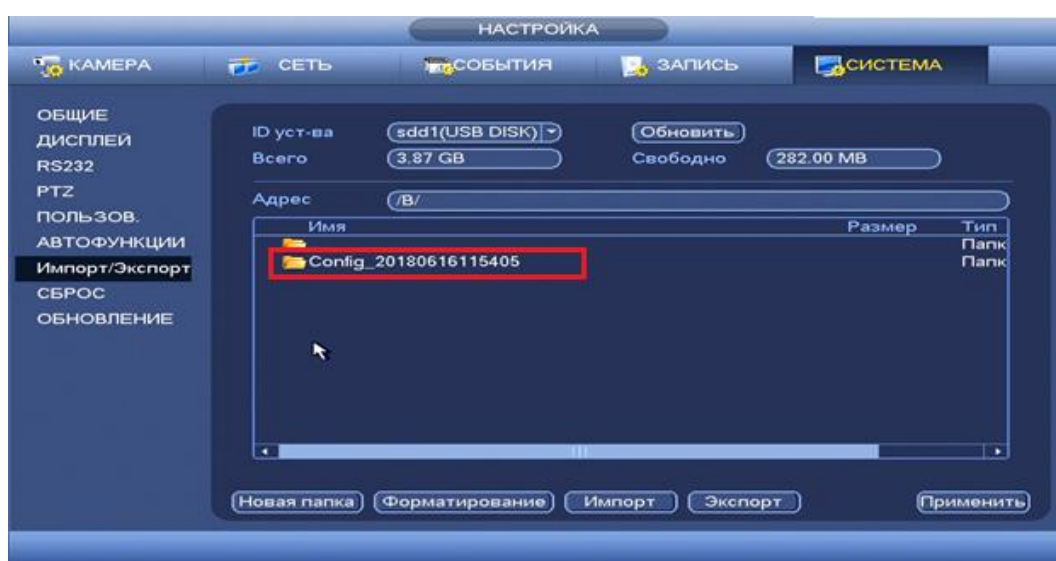 НАСТРОЙКА
КАМЕРА СЕТЬ СОБЫТИЯ ЗАПИСЬ СИСТЕМА
ОБЩИЕ
ДИСПЛЕЙ
RS232
PTZ
ПОЛЬЗОВ.
АВТОФУНКЦИИ
Импорт/Экспорт
СБРОС
ОБНОВЛЕНИЕ
ID уст-ва sdd1(USB DISK) Обновить
Всего 3.87 GB Свободно 282.00 MB
Адрес /B/
Имя Размер Тип
Папк
Config_20180616115405 Папк
Новая папка Форматирование Импорт Экспорт Применить